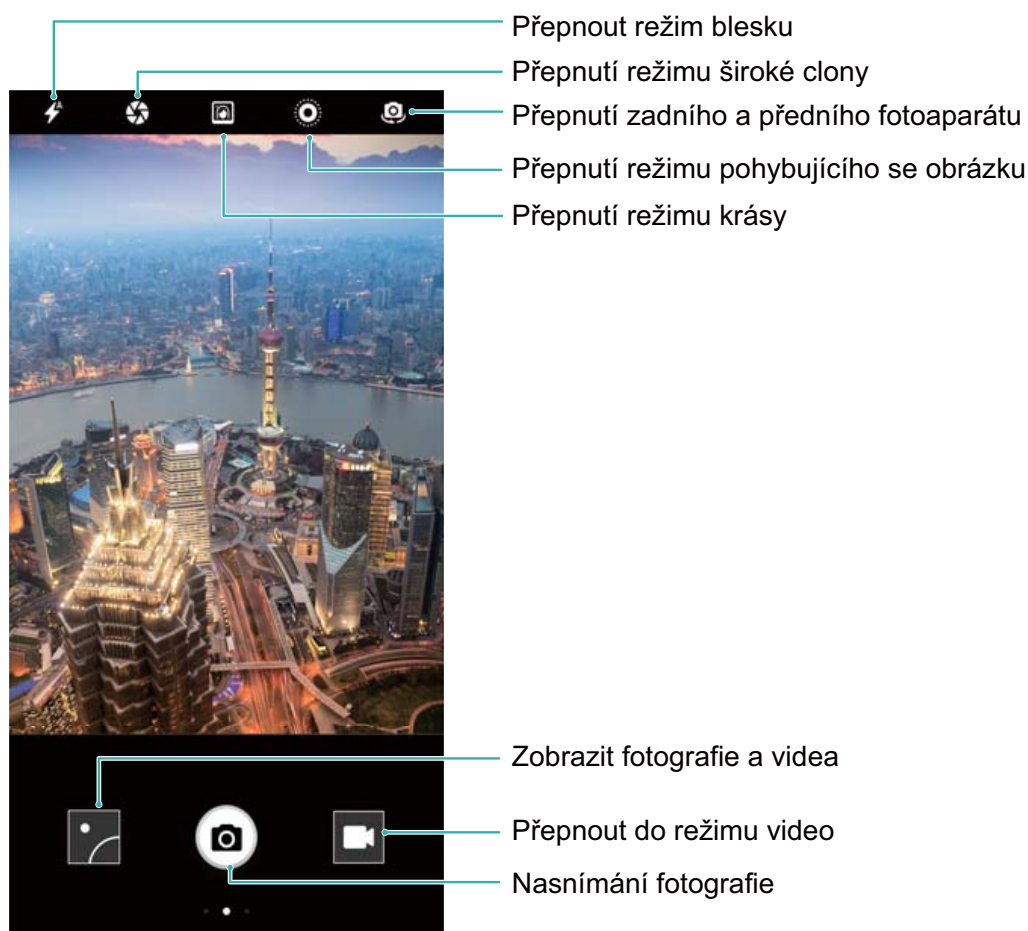 Přepnout režim blesku
Přepnutí režimu široké clony
Přepnutí zadního a předního fotoaparátu
Přepnutí režimu pohybujícího se obrázku
Přepnutí režimu krásy
Zobrazit fotografie a videa
Přepnout do režimu video
Nasnímání fotografie